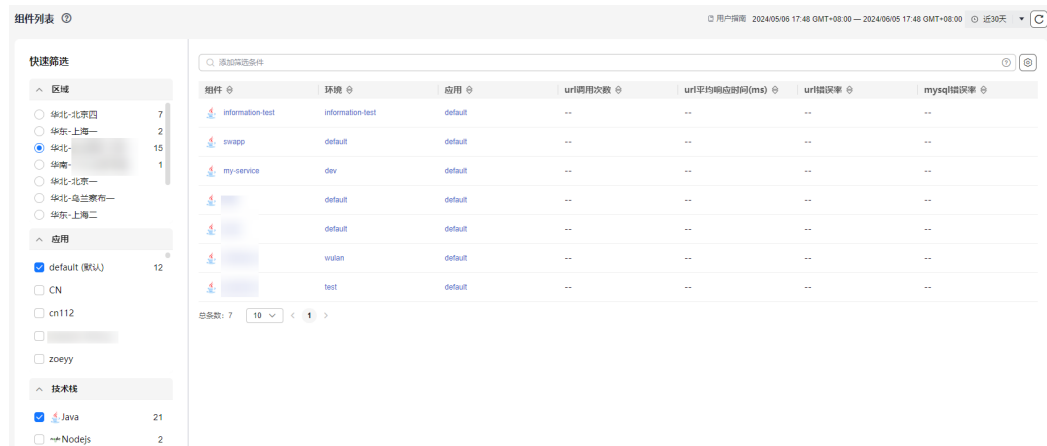 组件列表
用户指南 2024/05/06 17:48 GMT+08:00 — 2024/06/05 17:48 GMT+08:00 近30天
快速筛选
添加筛选条件
区域
华北-北京四 7
华东-上海一 2
华北- 15
华南- 1
华北-北京一
华北-乌兰察布一
华东-上海二
应用
default (默认) 12
CN
cn112
zoeyy
技术栈
Java 21
Nodejs 2
组件 环境 应用 url调用次数 url平均响应时间(ms) url错误率 mysql错误率
information-test information-test default -- -- -- --
swapp default default -- -- -- --
my-service dev default -- -- -- --
default default -- -- -- --
default default -- -- -- --
wulan default -- -- -- --
test default -- -- -- --
总条数: 7 10 < 1 >